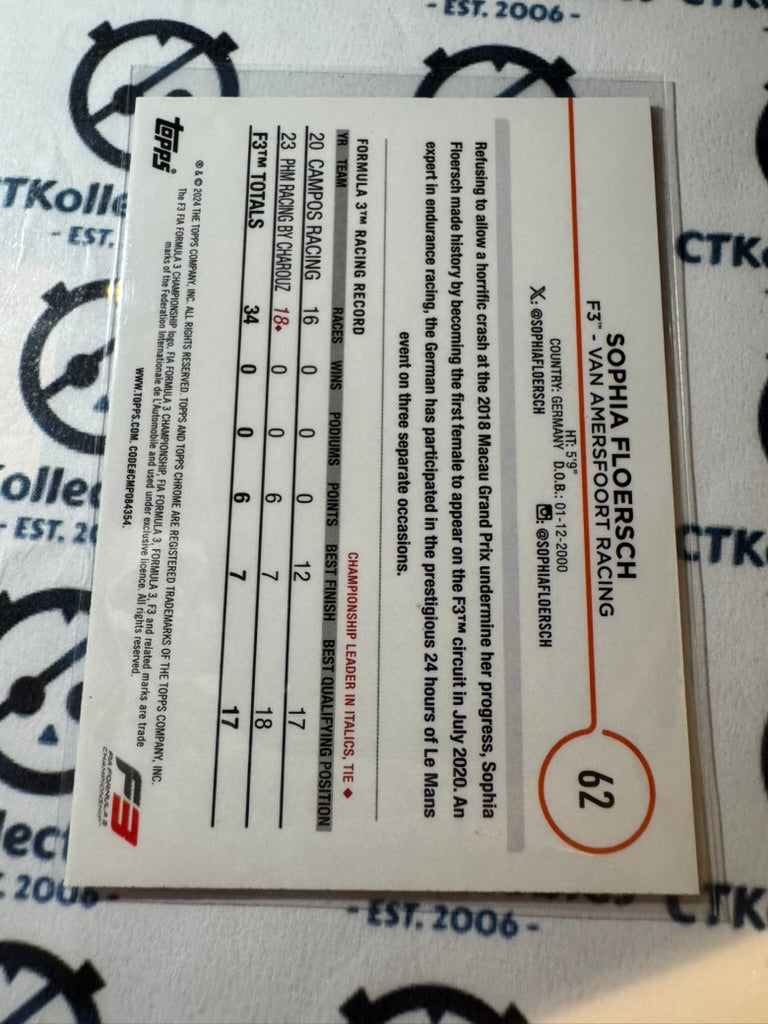 - EST. 2006 -
CTK
CTKolle
- EST.
CTKo
Kollec
- EST. 20
CTKo
llec
. 2006 -
- EST. 2006 -
CTK
62
SOPHIA FLOERSCH
F3™ - VAN AMERSFOORT RACING
HT: 5'9"
COUNTRY: GERMANY D.O.B.: 01-12-2000
X: @SOPHIAFLOERSCH : @SOPHIAFLOERSCH
Refusing to allow a horrific crash at the 2018 Macau Grand Prix undermine her progress, Sophia
Floersch made history by becoming the first female to appear on the F3™ circuit in July 2020. An
expert in endurance racing, the German has participated in the prestigious 24 hours of Le Mans
event on three separate occasions.
FORMULA 3™ RACING RECORD CHAMPIONSHIP LEADER IN ITALICS, TIE ◆
YR TEAM RACES WINS PODIUMS POINTS BEST FINISH BEST QUALIFYING POSITION
20 CAMPOS RACING 16 0 0 0 12 17
23 PHM RACING BY CHAROUZ 18◆ 0 0 6 7 18
F3™ TOTALS 34 0 0 6 7 17
topps
® & © 2024 THE TOPPS COMPANY, INC. ALL RIGHTS RESERVED. TOPPS AND TOPPS CHROME ARE REGISTERED TRADEMARKS OF THE TOPPS COMPANY, INC.
The F3 FIA FORMULA 3 CHAMPIONSHIP logo, FIA FORMULA 3 CHAMPIONSHIP, FIA FORMULA 3, FORMULA 3, F3 and related marks are trade
marks of the Federation Internationale de L'Automobile and used under exclusive licence. All rights reserved.
WWW.TOPPS.COM. CODE#CMP084354.
F3
FIA FORMULA 3
CHAMPIONSHIP